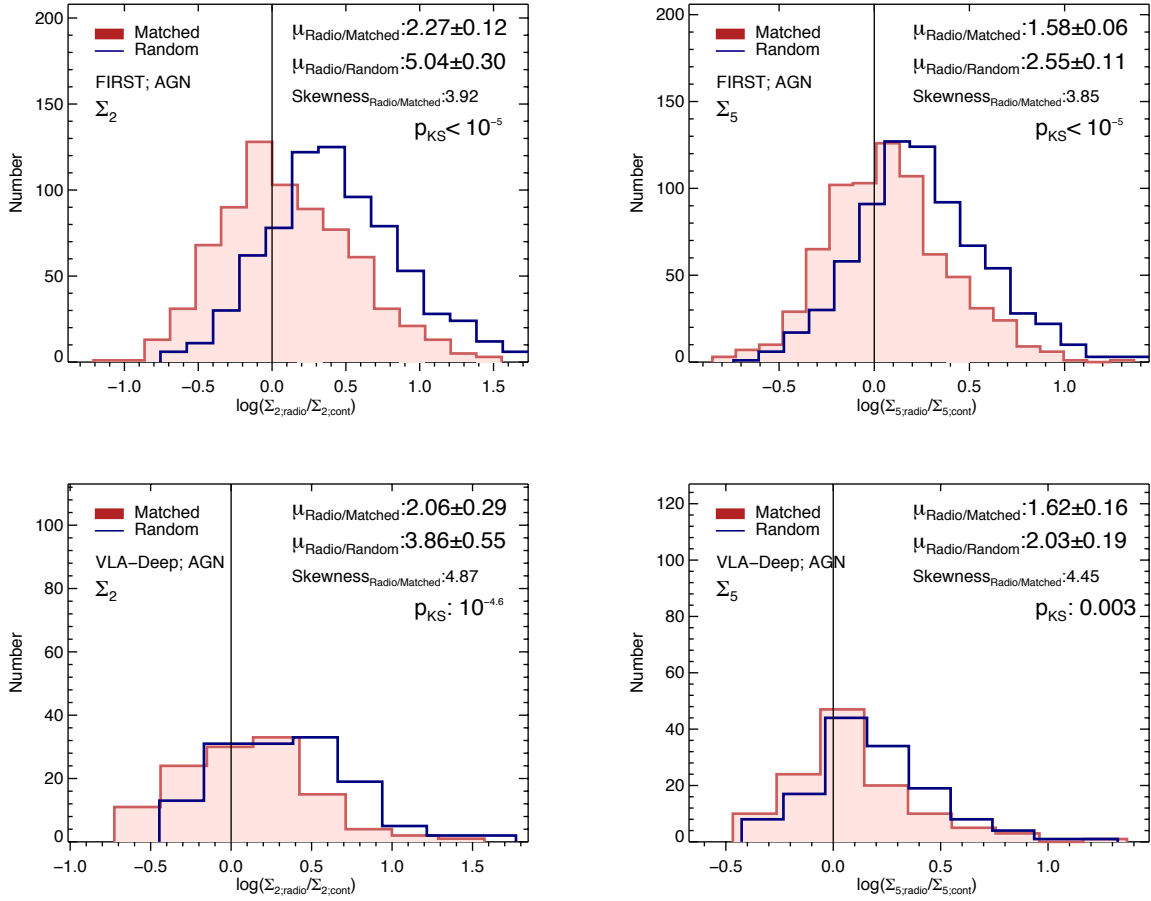 200
150
100
50
0
Number
Matched
Random
FIRST; AGN
Σ2
μRadio/Matched:2.27±0.12
μRadio/Random:5.04±0.30
SkewnessRadio/Matched:3.92
pKS< 10−5
−1.0 −0.5 0.0 0.5 1.0 1.5
log(Σ2;radio/Σ2;cont)
200
150
100
50
0
Number
Matched
Random
FIRST; AGN
Σ5
μRadio/Matched:1.58±0.06
μRadio/Random:2.55±0.11
SkewnessRadio/Matched:3.85
pKS< 10−5
−0.5 0.0 0.5 1.0
log(Σ5;radio/Σ5;cont)
100
80
60
40
20
0
Number
Matched
Random
VLA−Deep; AGN
Σ2
μRadio/Matched:2.06±0.29
μRadio/Random:3.86±0.55
SkewnessRadio/Matched:4.87
pKS: 10−4.6
−1.0 −0.5 0.0 0.5 1.0 1.5
log(Σ2;radio/Σ2;cont)
120
100
80
60
40
20
0
Number
Matched
Random
VLA−Deep; AGN
Σ5
μRadio/Matched:1.62±0.16
μRadio/Random:2.03±0.19
SkewnessRadio/Matched:4.45
pKS: 0.003
−0.5 0.0 0.5 1.0
log(Σ5;radio/Σ5;cont)